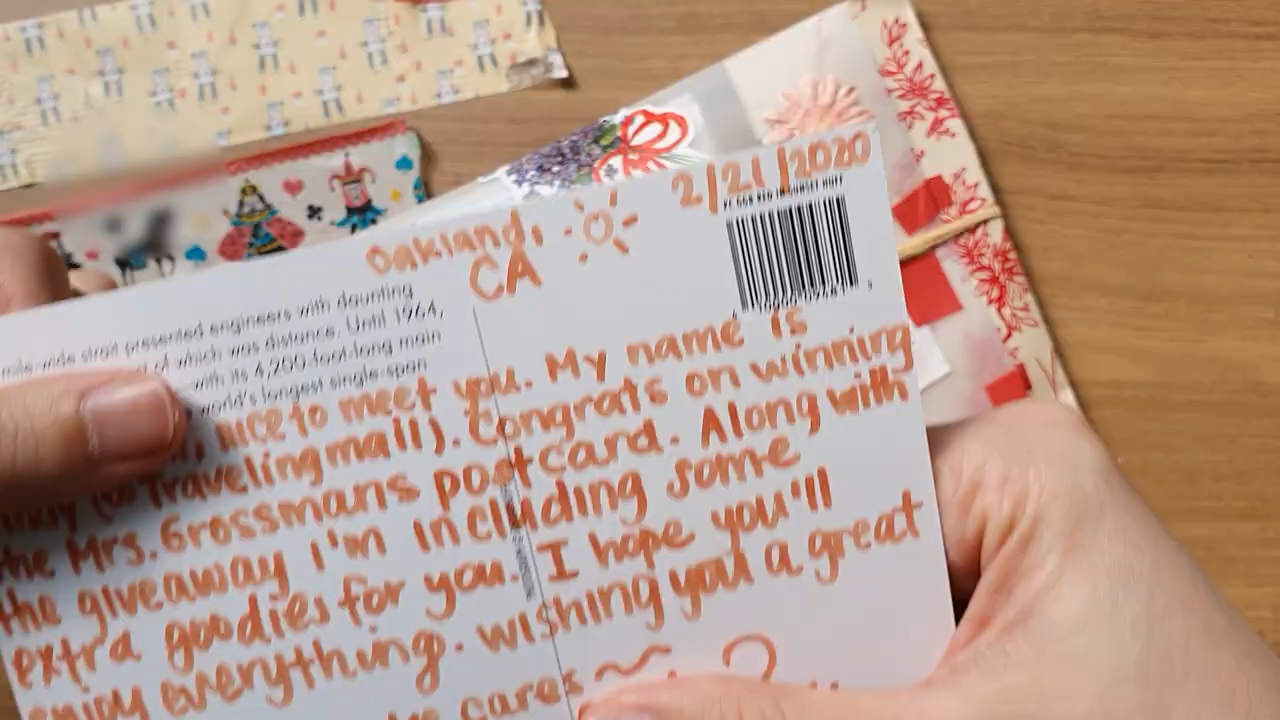 2/21/2020
Oakland,
CA
mile-wide strait presented engineers with daunting
of which was distance. Until 1964,
with its 4,200-foot-long main
world's longest single-span
nice to meet you. My name is
(@Travelingmail). Congrats on winning
the Mrs. Grossmans postcard. Along with
the giveaway I'm including some
extra goodies for you. I hope you'll
enjoy everything. Wishing you a great
cares